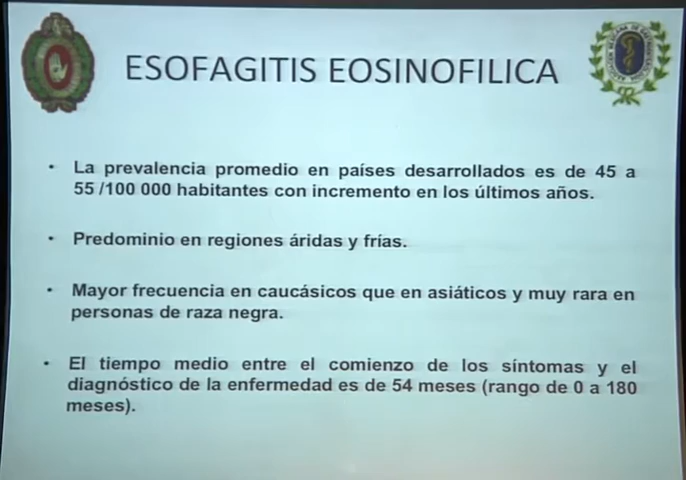 ESOFAGITIS EOSINOFILICA
• La prevalencia promedio en países desarrollados es de 45 a
55 /100 000 habitantes con incremento en los últimos años.
• Predominio en regiones áridas y frías.
• Mayor frecuencia en caucásicos que en asiáticos y muy rara en
personas de raza negra.
• El tiempo medio entre el comienzo de los síntomas y el
diagnóstico de la enfermedad es de 54 meses (rango de 0 a 180
meses).